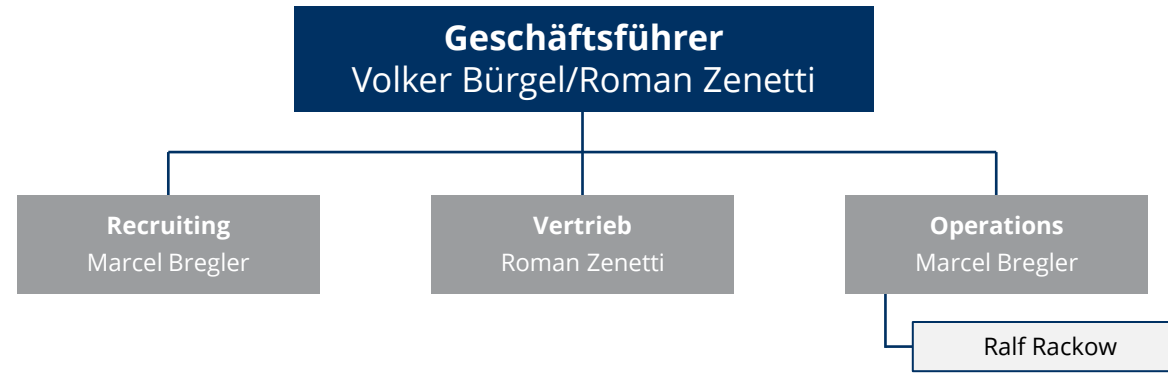 Geschäftsführer
Volker Bürgel/Roman Zenetti
Recruiting
Marcel Bregler
Vertrieb
Roman Zenetti
Operations
Marcel Bregler
Ralf Rackow